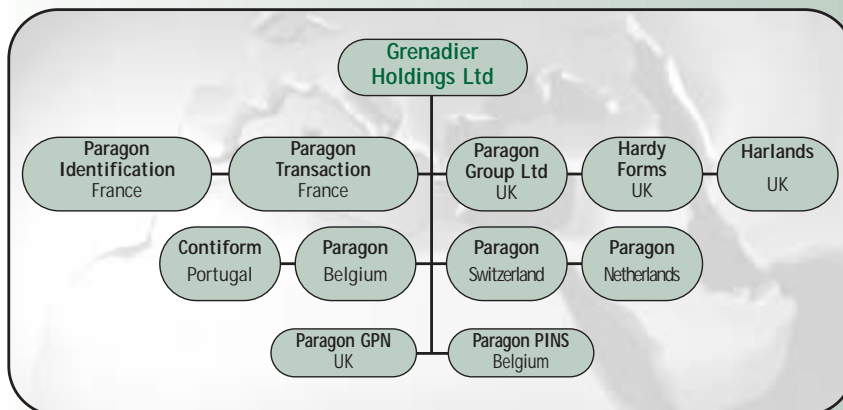 Grenadier
Holdings Ltd
Paragon
Identification
France
Paragon
Transaction
France
Paragon
Group Ltd
UK
Hardy
Forms
UK
Harlands
UK
Contiform
Portugal
Paragon
Belgium
Paragon
Switzerland
Paragon
Netherlands
Paragon GPN
UK
Paragon PINS
Belgium